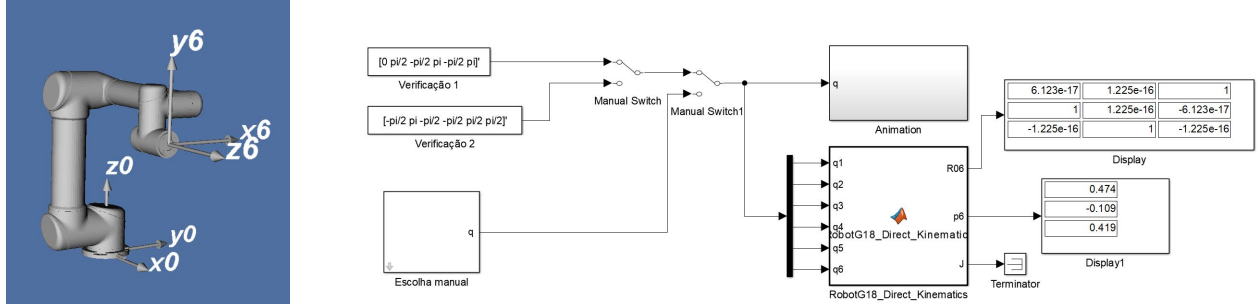 y6
x6
z6
z0
y0
x0
[0 pi/2 -pi/2 pi -pi/2 pi]'
Verificação 1
[-pi/2 pi -pi/2 -pi/2 pi/2 pi/2]'
Verificação 2
Manual Switch
Manual Switch1
q
Escolha manual
q
Animation
q1
q2
q3
q4
q5
q6
R06
p6
J
RobotG18_Direct_Kinematic
RobotG18_Direct_Kinematics
6.123e-17 1.225e-16 1
1 1.225e-16 -6.123e-17
-1.225e-16 1 -1.225e-16
Display
0.474
-0.109
0.419
Display1
Terminator